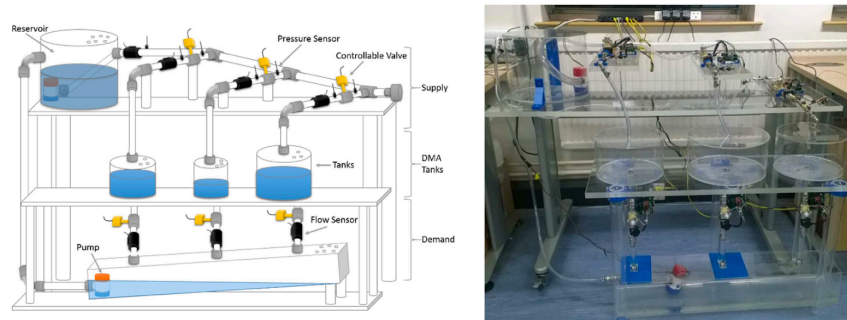 Reservoir
Pressure Sensor
Controllable Valve
Supply
Tanks
DMA
Tanks
Flow Sensor
Pump
Demand